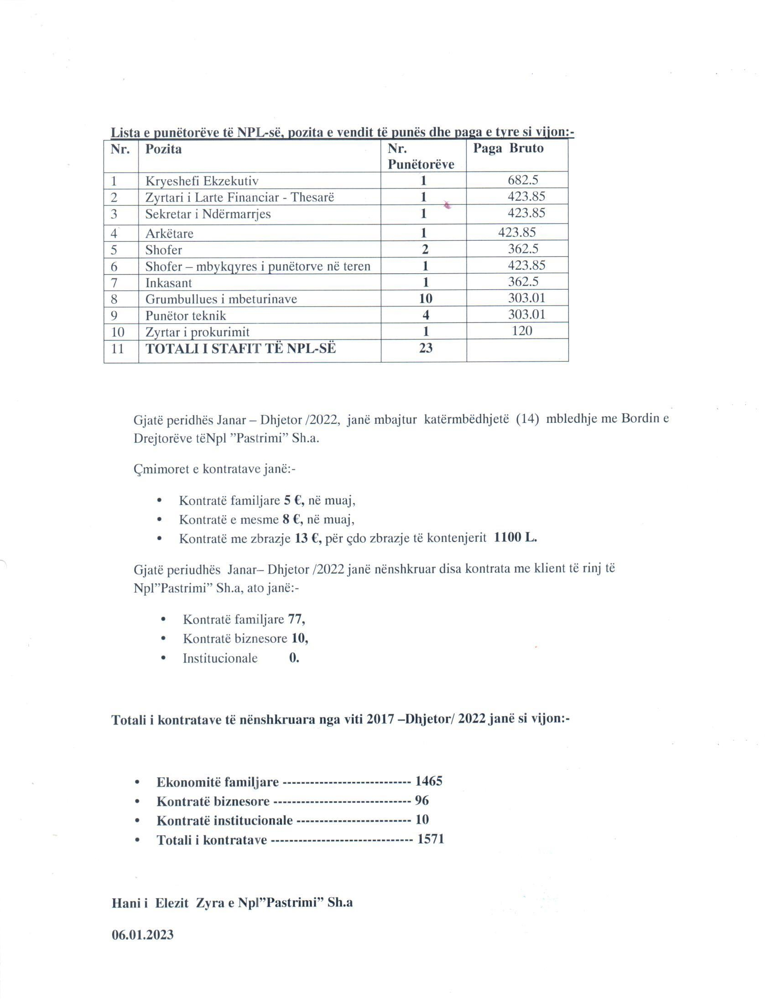 Lista e punëtorëve të NPL-së, pozita e vendit të punës dhe paga e tyre si vijon:-
Nr. Pozita Nr. Punëtorëve Paga Bruto
1 Kryeshefi Ekzekutiv 1 682.5
2 Zyrtari i Larte Financiar - Thesarë 1 423.85
3 Sekretar i Ndërmarrjes 1 423.85
4 Arkëtare 1 423.85
5 Shofer 2 362.5
6 Shofer – mbykqyres i punëtorve në teren 1 423.85
7 Inkasant 1 362.5
8 Grumbullues i mbeturinave 10 303.01
9 Punëtor teknik 4 303.01
10 Zyrtar i prokurimit 1 120
11 TOTALI I STAFIT TË NPL-SË 23
Gjatë peridhës Janar – Dhjetor /2022, janë mbajtur katërmbëdhjetë (14) mbledhje me Bordin e
Drejtorëve tëNpl ”Pastrimi” Sh.a.
Çmimoret e kontratave janë:-
• Kontratë familjare 5 €, në muaj,
• Kontratë e mesme 8 €, në muaj,
• Kontratë me zbrazje 13 €, për çdo zbrazje të kontenjerit 1100 L.
Gjatë periudhës Janar– Dhjetor /2022 janë nënshkruar disa kontrata me klient të rinj të
Npl”Pastrimi” Sh.a, ato janë:-
• Kontratë familjare 77,
• Kontratë biznesore 10,
• Institucionale 0.
Totali i kontratave të nënshkruara nga viti 2017 –Dhjetor/ 2022 janë si vijon:-
• Ekonomitë familjare ---------------------------- 1465
• Kontratë biznesore ------------------------------ 96
• Kontratë institucionale ------------------------- 10
• Totali i kontratave ------------------------------- 1571
Hani i Elezit Zyra e Npl”Pastrimi” Sh.a
06.01.2023